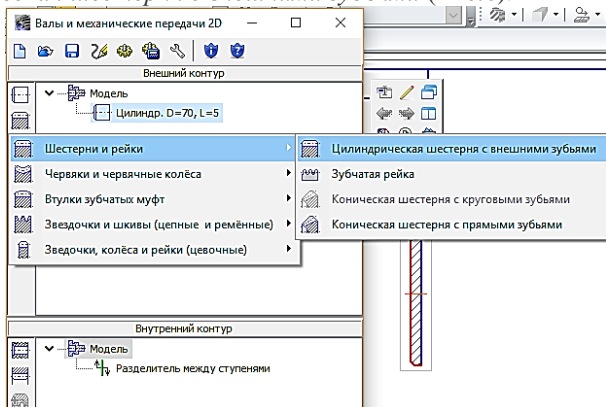 Валы и механические передачи 2D
Внешний контур
Модель
Цилиндр. D=70, L=5
Шестерни и рейки
Цилиндрическая шестерня с внешними зубьями
Червяки и червячные колёса
Зубчатая рейка
Втулки зубчатых муфт
Коническая шестерня с круговыми зубьями
Звездочки и шкивы (цепные и ремённые)
Коническая шестерня с прямыми зубьями
Зведочки, колёса и рейки (цевочные)
Внутренний контур
Модель
Разделитель между ступенями